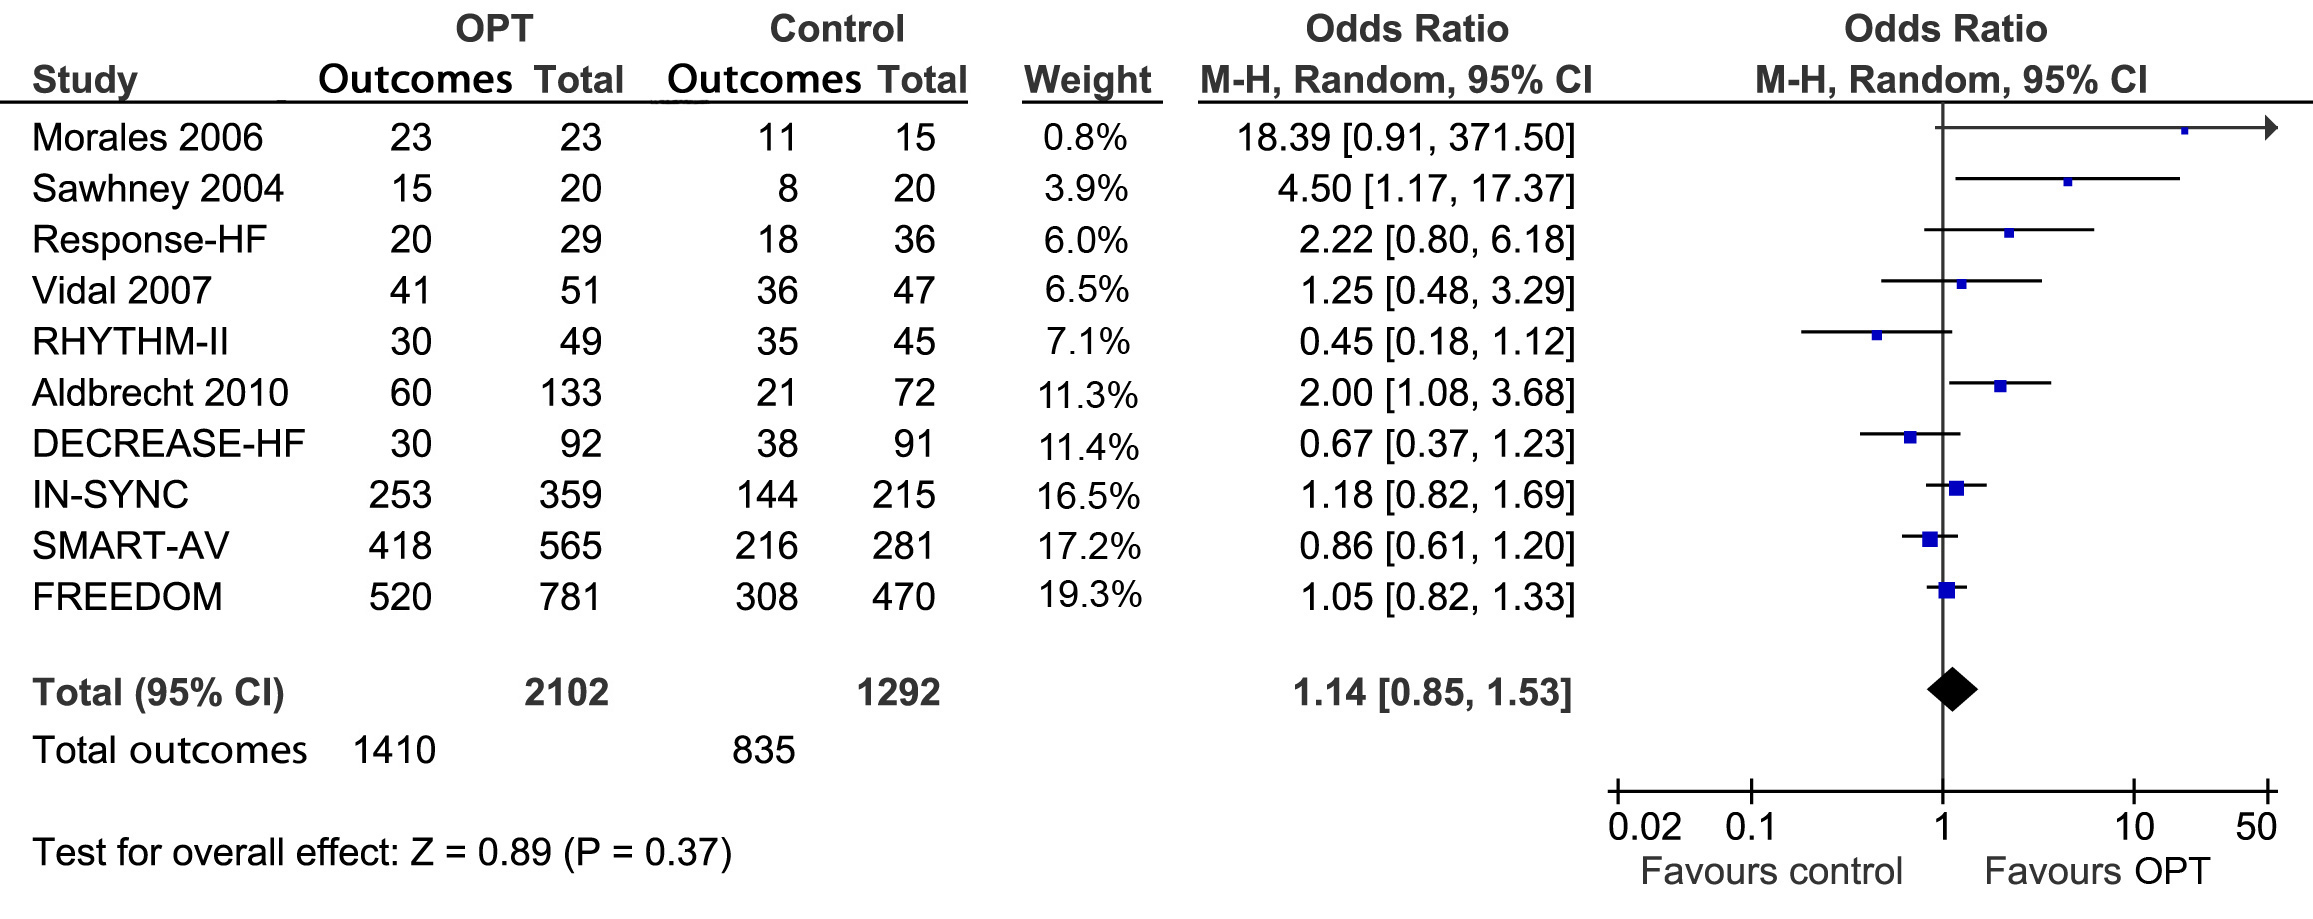 OPT Control Odds Ratio Odds Ratio
Study Outcomes Total Outcomes Total Weight M-H, Random, 95% CI M-H, Random, 95% CI
Morales 2006 23 23 11 15 0.8% 18.39 [0.91, 371.50]
Sawhney 2004 15 20 8 20 3.9% 4.50 [1.17, 17.37]
Response-HF 20 29 18 36 6.0% 2.22 [0.80, 6.18]
Vidal 2007 41 51 36 47 6.5% 1.25 [0.48, 3.29]
RHYTHM-II 30 49 35 45 7.1% 0.45 [0.18, 1.12]
Aldbrecht 2010 60 133 21 72 11.3% 2.00 [1.08, 3.68]
DECREASE-HF 30 92 38 91 11.4% 0.67 [0.37, 1.23]
IN-SYNC 253 359 144 215 16.5% 1.18 [0.82, 1.69]
SMART-AV 418 565 216 281 17.2% 0.86 [0.61, 1.20]
FREEDOM 520 781 308 470 19.3% 1.05 [0.82, 1.33]
Total (95% CI) 2102 1292 1.14 [0.85, 1.53]
Total outcomes 1410 835
0.02 0.1 1 10 50
Test for overall effect: Z = 0.89 (P = 0.37)
Favours control Favours OPT